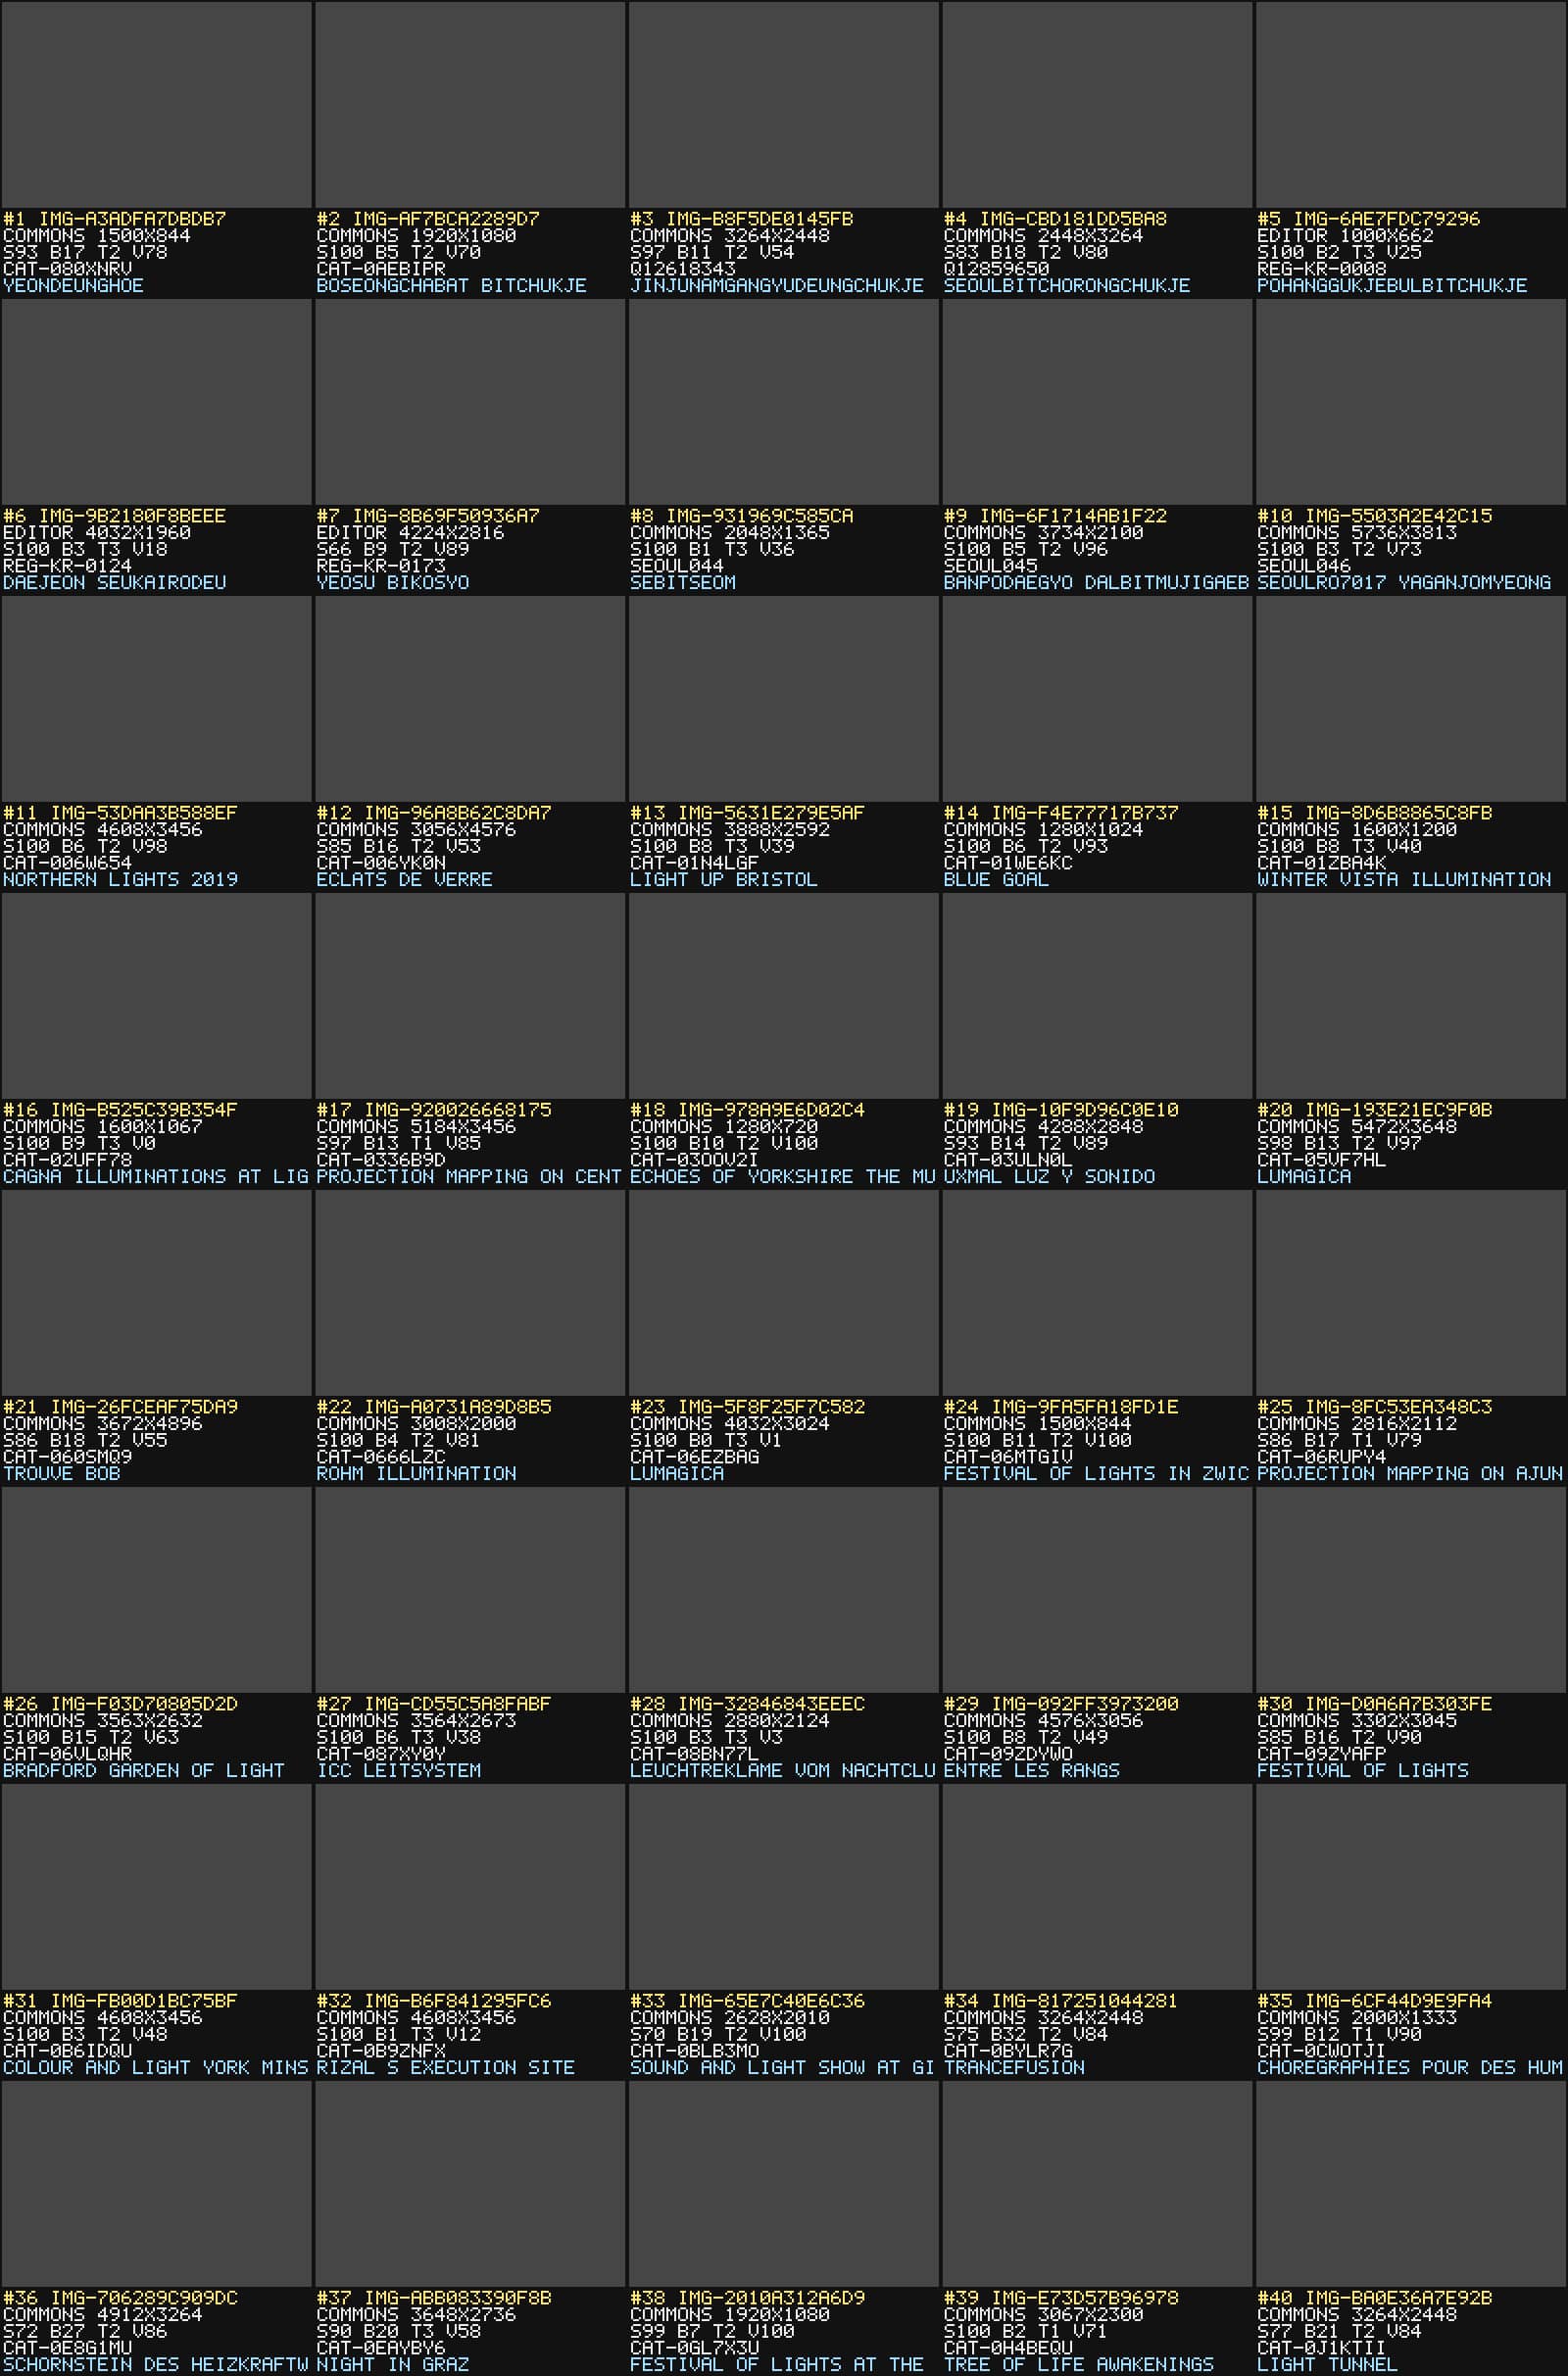 #1 IMG-A3ADFA7DBDB7
COMMONS 1500X844
S93 B17 T2 V78
CAT-080XNRV
YEONDEUNGHOE
#2 IMG-AF7BCA2289D7
COMMONS 1920X1080
S100 B5 T2 V70
CAT-0AEBIPR
BOSEONGCHABAT BITCHUKJE
#3 IMG-B8F5DE0145FB
COMMONS 3264X2448
S97 B11 T2 V54
Q12618343
JINJUNAMGANGYUDEUNGCHUKJE
#4 IMG-CBD181DD5BA8
COMMONS 2448X3264
S83 B18 T2 V80
Q12859650
SEOULBITCHORONGCHUKJE
#5 IMG-6AE7FDC79296
EDITOR 1000X662
S100 B2 T3 V25
REG-KR-0008
POHANGGUKJEBULBITCHUKJE
#6 IMG-9B2180F8BEEE
EDITOR 4032X1960
S100 B3 T3 V18
REG-KR-0124
DAEJEON SEUKAIRODEU
#7 IMG-8B69F50936A7
EDITOR 4224X2816
S66 B9 T2 V89
REG-KR-0173
YEOSU BIKOSYO
#8 IMG-931969C585CA
COMMONS 2048X1365
S100 B1 T3 V36
SEOUL044
SEBITSEOM
#9 IMG-6F1714AB1F22
COMMONS 3734X2100
S100 B5 T2 V96
SEOUL045
BANPODAEGYO DALBITMUJIGAEB
#10 IMG-5503A2E42C15
COMMONS 5736X3813
S100 B3 T2 V73
SEOUL046
SEOULRO7017 YAGANJOMYEONG
#11 IMG-53DAA3B588EF
COMMONS 4608X3456
S100 B6 T2 V98
CAT-006W654
NORTHERN LIGHTS 2019
#12 IMG-96A8B62C8DA7
COMMONS 3056X4576
S85 B16 T2 V53
CAT-006YK0N
ECLATS DE VERRE
#13 IMG-5631E279E5AF
COMMONS 3888X2592
S100 B8 T3 V39
CAT-01N4LGF
LIGHT UP BRISTOL
#14 IMG-F4E77717B737
COMMONS 1280X1024
S100 B6 T2 V93
CAT-01WE6KC
BLUE GOAL
#15 IMG-8D6B8865C8FB
COMMONS 1600X1200
S100 B8 T3 V40
CAT-01ZBA4K
WINTER VISTA ILLUMINATION
#16 IMG-B525C39B354F
COMMONS 1600X1067
S100 B9 T3 V0
CAT-02UFF78
CAGNA ILLUMINATIONS AT LIG
#17 IMG-920026668175
COMMONS 5184X3456
S97 B13 T1 V85
CAT-0336B9D
PROJECTION MAPPING ON CENT
#18 IMG-978A9E6D02C4
COMMONS 1280X720
S100 B10 T2 V100
CAT-03OOV2I
ECHOES OF YORKSHIRE THE MU
#19 IMG-10F9D96C0E10
COMMONS 4288X2848
S93 B14 T2 V89
CAT-03ULN0L
UXMAL LUZ Y SONIDO
#20 IMG-193E21EC9F0B
COMMONS 5472X3648
S98 B13 T2 V97
CAT-05VF7HL
LUMAGICA
#21 IMG-26FCEAF75DA9
COMMONS 3672X4896
S86 B18 T2 V55
CAT-060SMQ9
TROUVE BOB
#22 IMG-A0731A89D8B5
COMMONS 3008X2000
S100 B4 T2 V81
CAT-0666LZC
ROHM ILLUMINATION
#23 IMG-5F8F25F7C582
COMMONS 4032X3024
S100 B0 T3 V1
CAT-06EZBAG
LUMAGICA
#24 IMG-9FA5FA18FD1E
COMMONS 1500X844
S100 B11 T2 V100
CAT-06MTGIV
FESTIVAL OF LIGHTS IN ZWIC
#25 IMG-8FC53EA348C3
COMMONS 2816X2112
S86 B17 T1 V79
CAT-06RUPY4
PROJECTION MAPPING ON AJUN
#26 IMG-F03D70805D2D
COMMONS 3563X2632
S100 B15 T2 V63
CAT-06VLQHR
BRADFORD GARDEN OF LIGHT
#27 IMG-CD55C5A8FABF
COMMONS 3564X2673
S100 B6 T3 V38
CAT-087XY0Y
ICC LEITSYSTEM
#28 IMG-32846843EEEC
COMMONS 2880X2124
S100 B3 T3 V3
CAT-08BN77L
LEUCHTREKLAME VOM NACHTCLU
#29 IMG-092FF3973200
COMMONS 4576X3056
S100 B8 T2 V49
CAT-09ZDYWO
ENTRE LES RANGS
#30 IMG-D0A6A7B303FE
COMMONS 3302X3045
S85 B16 T2 V90
CAT-09ZYAFP
FESTIVAL OF LIGHTS
#31 IMG-FB00D1BC75BF
COMMONS 4608X3456
S100 B3 T2 V48
CAT-0B6IDQU
COLOUR AND LIGHT YORK MINS
#32 IMG-B6F841295FC6
COMMONS 4608X3456
S100 B1 T3 V12
CAT-0B9ZNFX
RIZAL S EXECUTION SITE
#33 IMG-65E7C40E6C36
COMMONS 2628X2010
S70 B19 T2 V100
CAT-0BLB3MO
SOUND AND LIGHT SHOW AT GI
#34 IMG-817251044281
COMMONS 3264X2448
S75 B32 T2 V84
CAT-0BYLR7G
TRANCEFUSION
#35 IMG-6CF44D9E9FA4
COMMONS 2000X1333
S99 B12 T1 V90
CAT-0CWOTJI
CHOREGRAPHIES POUR DES HUM
#36 IMG-706289C909DC
COMMONS 4912X3264
S72 B27 T2 V86
CAT-0E8G1MU
SCHORNSTEIN DES HEIZKRAFTW
#37 IMG-ABB083390F8B
COMMONS 3648X2736
S90 B20 T3 V58
CAT-0EAYBY6
NIGHT IN GRAZ
#38 IMG-2010A312A6D9
COMMONS 1920X1080
S99 B7 T2 V100
CAT-0GL7X3U
FESTIVAL OF LIGHTS AT THE
#39 IMG-E73D57B96978
COMMONS 3067X2300
S100 B2 T1 V71
CAT-0H4BEQU
TREE OF LIFE AWAKENINGS
#40 IMG-BA0E36A7E92B
COMMONS 3264X2448
S77 B21 T2 V84
CAT-0J1KTII
LIGHT TUNNEL